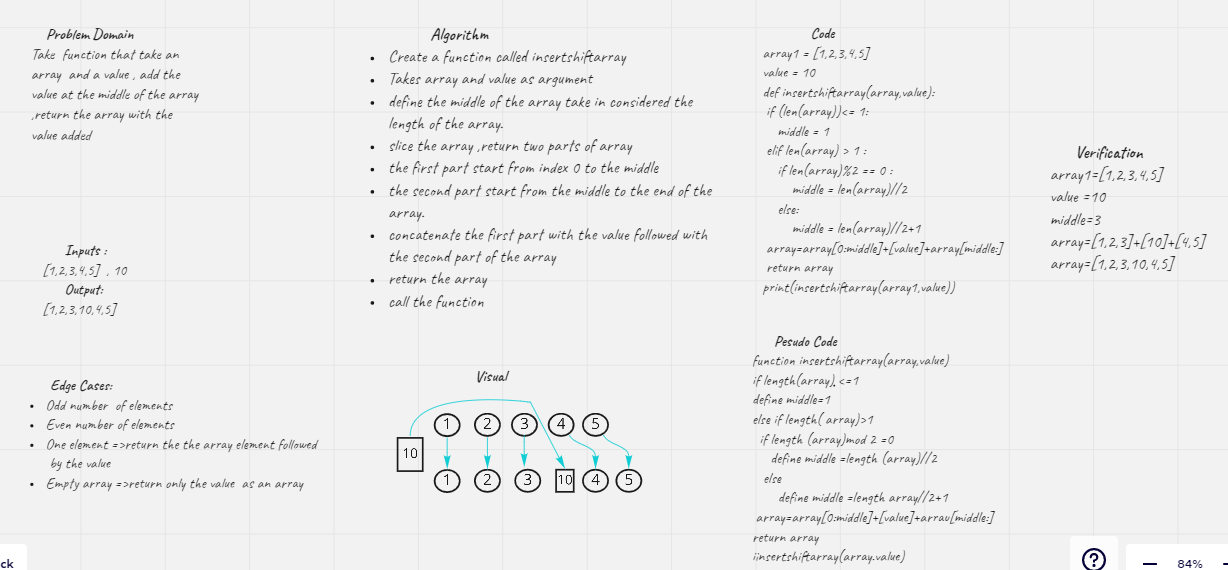 Problem Domain
Take function that take an
array and a value , add the
value at the middle of the array
,return the array with the
value added
Inputs :
[1,2,3,4,5] , 10
Output:
[1,2,3,10,4,5]
Edge Cases:
• Odd number of elements
• Even number of elements
• One element =>return the the array element followed
by the value
• Empty array =>return only the value as an array
Algorithm
• Create a function called insertshiftarray
• Takes array and value as argument
• define the middle of the array take in considered the
length of the array.
• slice the array ,return two parts of array
• the first part start from index 0 to the middle
• the second part start from the middle to the end of the
array.
• concatenate the first part with the value followed with
the second part of the array
• return the array
• call the function
Visual
1 2 3 4 5
10
1 2 3 10 4 5
Code
array1 = [1,2,3,4,5]
value = 10
def insertshiftarray(array,value):
if (len(array))<= 1:
middle = 1
elif len(array) > 1 :
if len(array)%2 == 0 :
middle = len(array)//2
else:
middle = len(array)//2+1
array=array[0:middle]+[value]+array[middle:]
return array
print(insertshiftarray(array1,value))
Pesudo Code
function insertshiftarray(array,value)
if length(array), <=1
define middle=1
else if length( array)>1
if length (array)mod 2 =0
define middle =length (array)//2
else
define middle =length array//2+1
array=array[0:middle]+[value]+array[middle:]
return array
iinsertshiftarray(array.value)
Verification
array1=[1,2,3,4,5]
value =10
middle=3
array=[1,2,3]+[10]+[4,5]
array=[1,2,3,10,4,5]
ck
84%